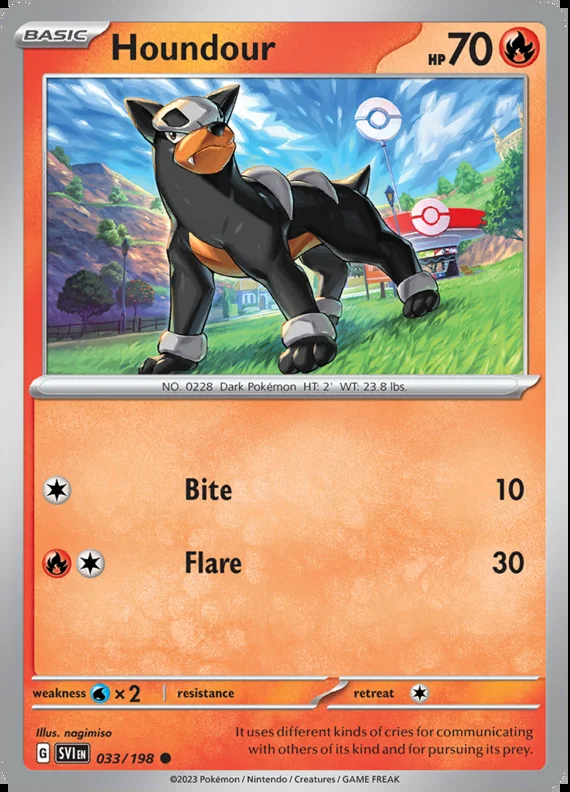 BASIC
Houndour
HP 70
NO. 0228 Dark Pokémon HT: 2' WT: 23.8 lbs.
Bite 10
Flare 30
weakness ×2 resistance retreat
Illus. nagimiso
It uses different kinds of cries for communicating
with others of its kind and for pursuing its prey.
G SVI EN 033/198
©2023 Pokémon / Nintendo / Creatures / GAME FREAK